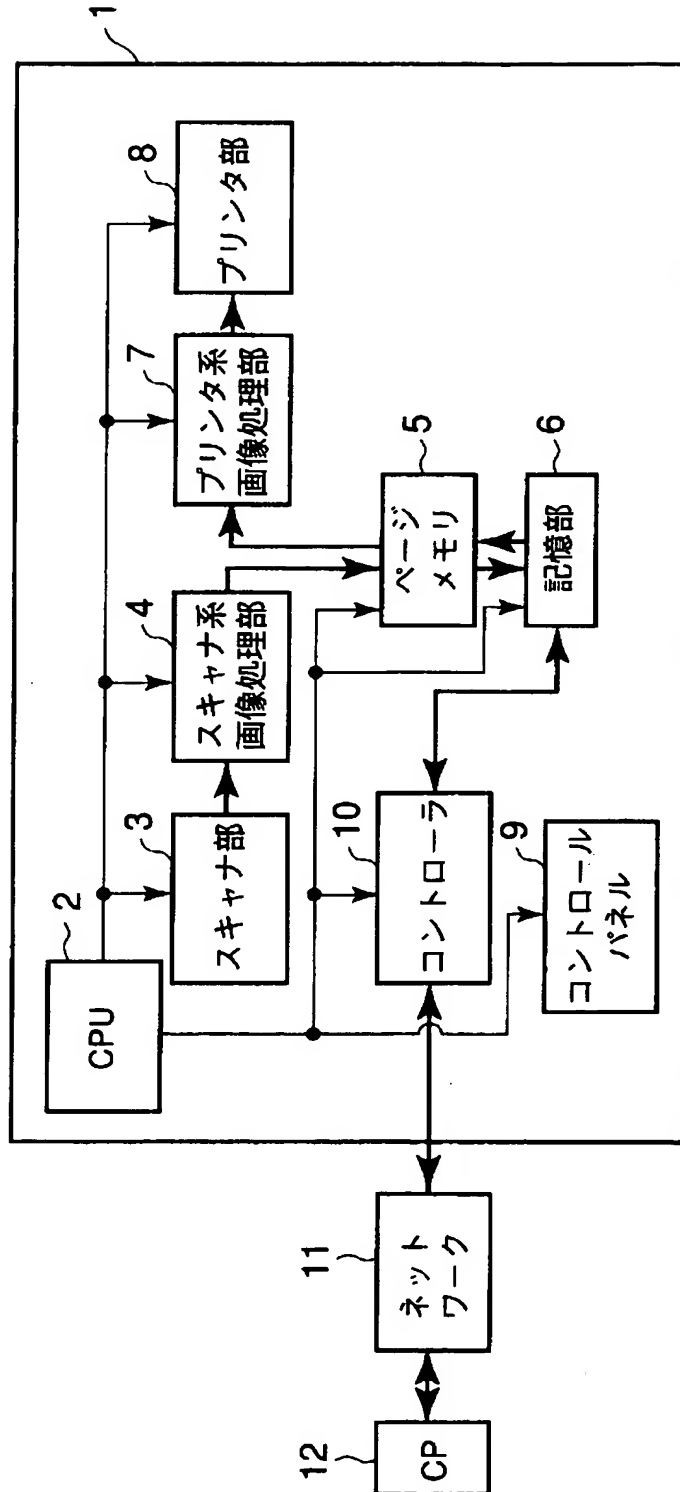 1
2
CPU
3
スキャナ部
4
スキャナ系
画像処理部
7
プリンタ系
画像処理部
8
プリンタ部
5
ページ
メモリ
6
記憶部
10
コントローラ
9
コントロール
パネル
11
ネット
ワーク
12
CP